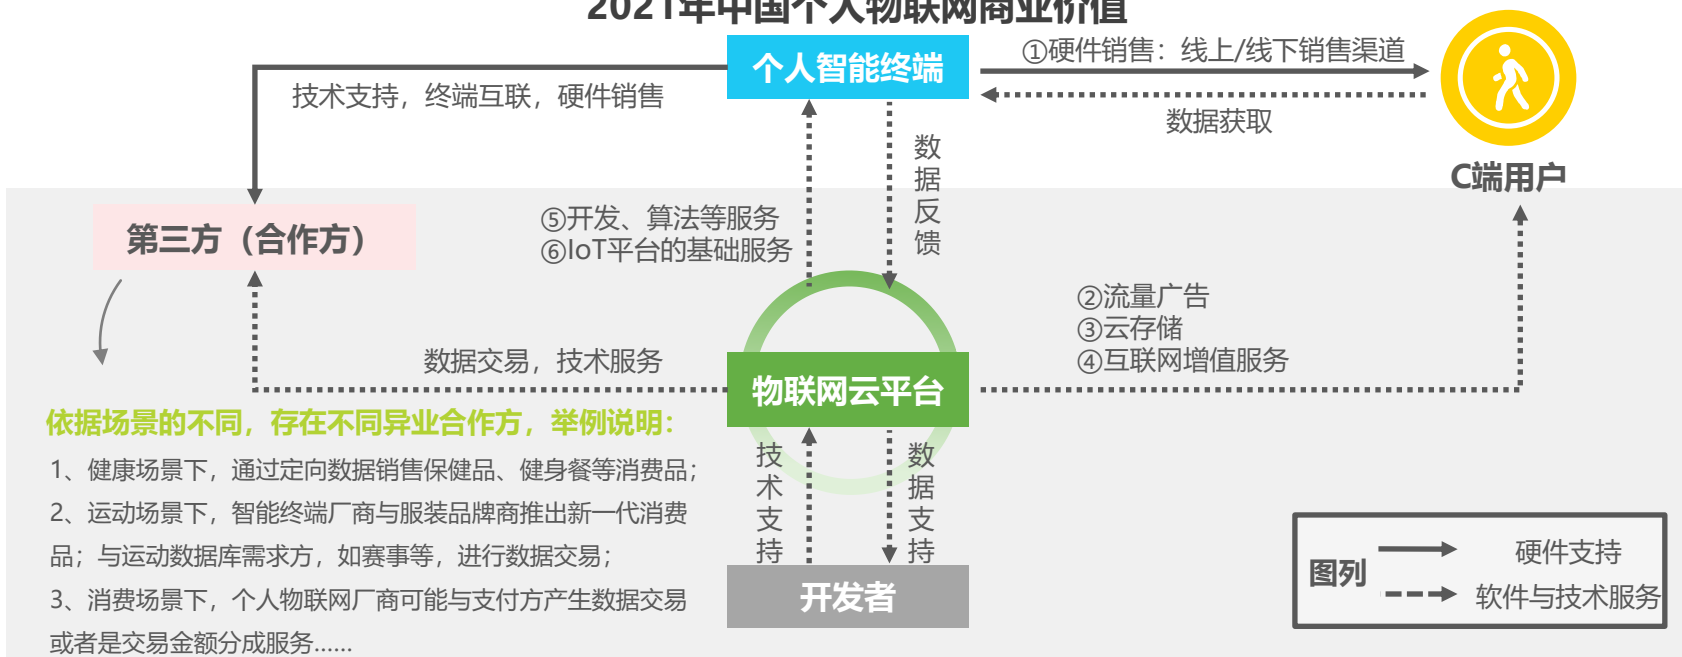 2021年中国个人物联网商业价值
个人智能终端
①硬件销售：线上/线下销售渠道
技术支持，终端互联，硬件销售
数据获取
数据反馈
C端用户
第三方（合作方）
⑤开发、算法等服务
⑥IoT平台的基础服务
②流量广告
③云存储
④互联网增值服务
数据交易，技术服务
物联网云平台
依据场景的不同，存在不同异业合作方，举例说明：
1、健康场景下，通过定向数据销售保健品、健身餐等消费品；
2、运动场景下，智能终端厂商与服装品牌商推出新一代消费
品；与运动数据库需求方，如赛事等，进行数据交易；
3、消费场景下，个人物联网厂商可能与支付方产生数据交易
或者是交易金额分成服务……
技术支持
数据支持
开发者
图列
硬件支持
软件与技术服务